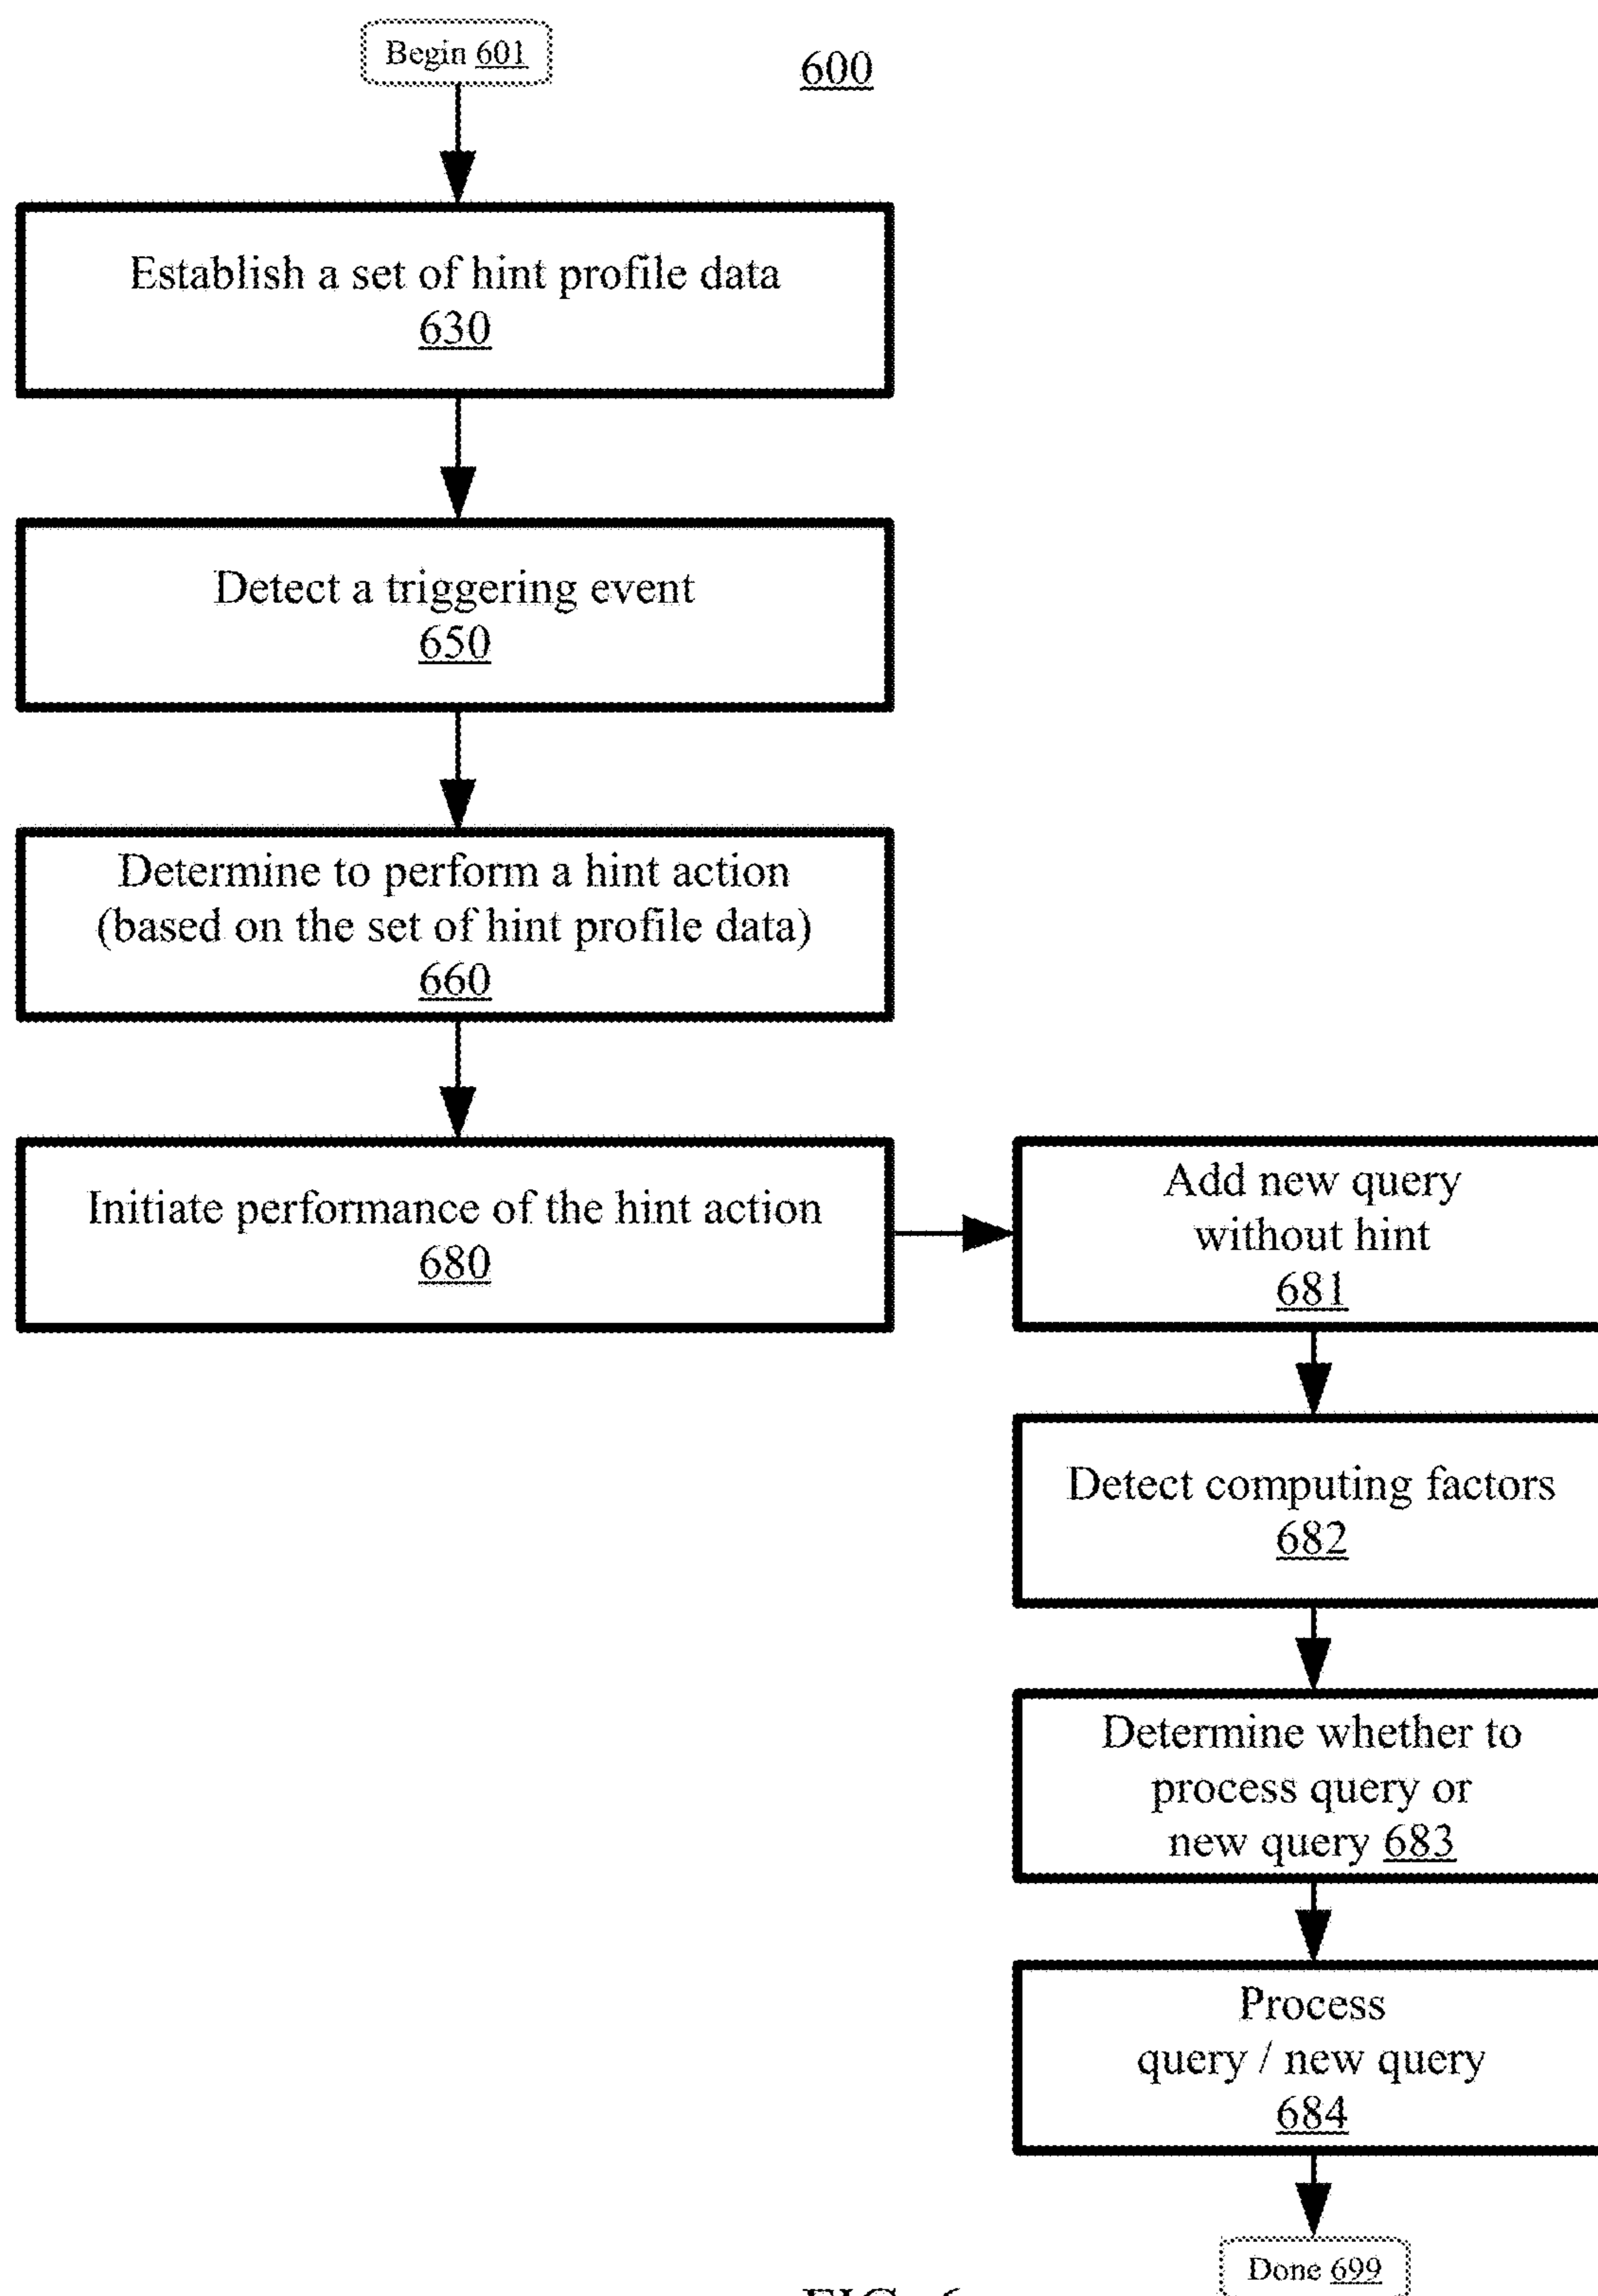 Begin 601
600
Establish a set of hint profile data
630
Detect a triggering event
650
Determine to perform a hint action
(based on the set of hint profile data)
660
Initiate performance of the hint action
680
Add new query
without hint
681
Detect computing factors
682
Determine whether to
process query or
new query 683
Process
query / new query
684
Done 699